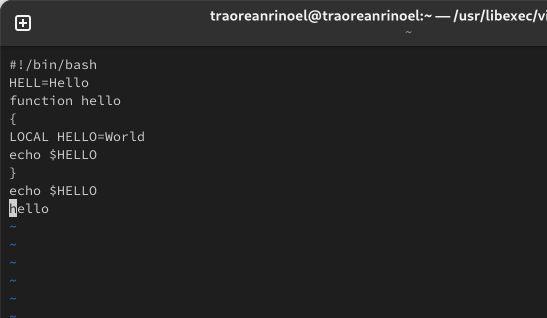 traoreanrinoel@traoreanrinoel:~ — /usr/libexec/vi
~
#!/bin/bash
HELL=Hello
function hello
{
LOCAL HELLO=World
echo $HELLO
}
echo $HELLO
hello
~
~
~
~
~
~